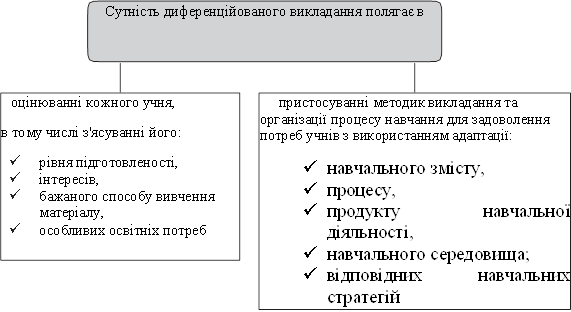 Сутність диференційованого викладання полягає в
оцінюванні кожного учня,
в тому числі з'ясуванні його:
✓ рівня підготовленості,
✓ інтересів,
✓ бажаного способу вивчення
матеріалу,
✓ особливих освітніх потреб
пристосуванні методик викладання та
організації процесу навчання для задоволення
потреб учнів з використанням адаптації:
✓ навчального змісту,
✓ процесу,
✓ продукту навчальної
діяльності,
✓ навчального середовища;
✓ відповідних навчальних
стратегій